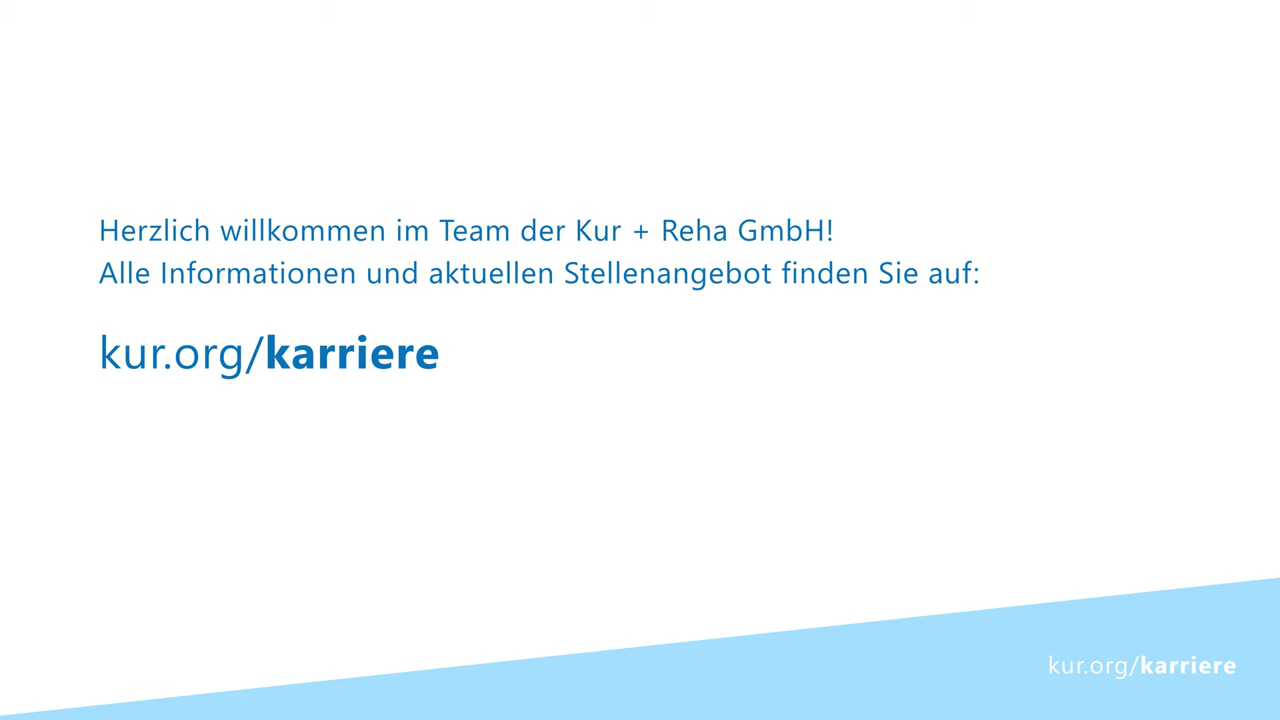 Herzlich willkommen im Team der Kur + Reha GmbH!
Alle Informationen und aktuellen Stellenangebot finden Sie auf:
kur.org/karriere
kur.org/karriere